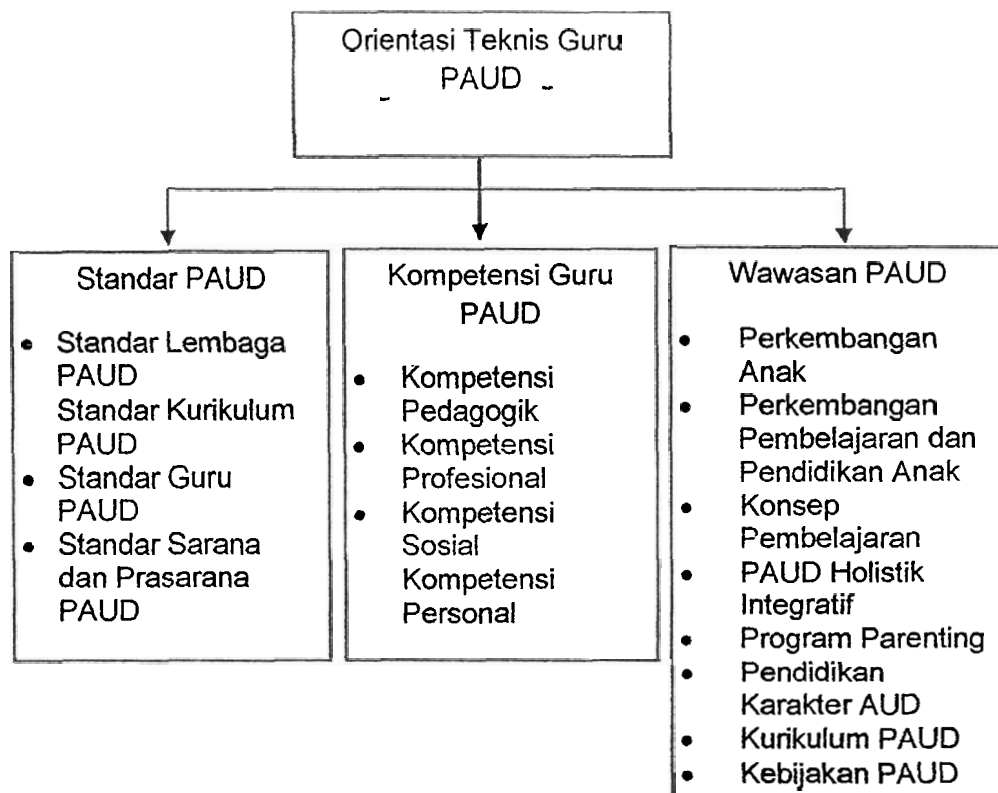 Orientasi Teknis Guru
PAUD
Standar PAUD
• Standar Lembaga
PAUD
Standar Kurikulum
PAUD
• Standar Guru
PAUD
• Standar Sarana
dan Prasarana
PAUD
Kompetensi Guru
PAUD
• Kompetensi
Pedagogik
• Kompetensi
Profesional
• Kompetensi
Sosial
Kompetensi
Personal
Wawasan PAUD
• Perkembangan
Anak
• Perkembangan
Pembelajaran dan
Pendidikan Anak
• Konsep
Pembelajaran
• PAUD Holistik
Integratif
• Program Parenting
• Pendidikan
Karakter AUD
• Kurikulum PAUD
• Kebijakan PAUD